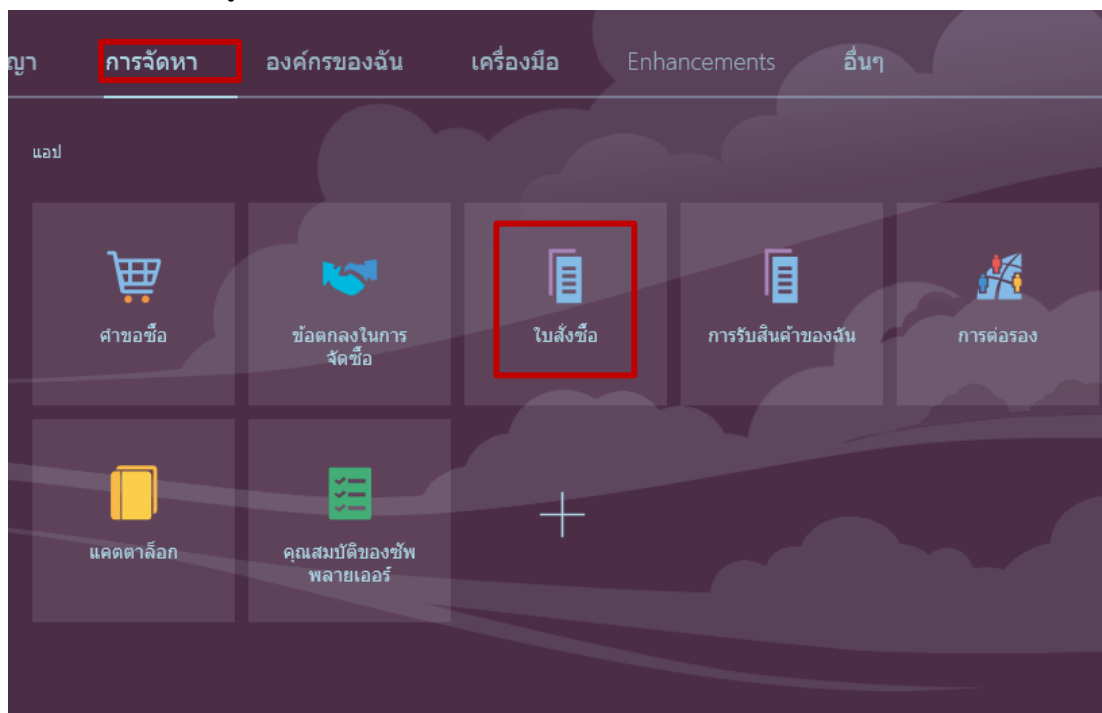 ญา การจัดหา องค์กรของฉัน เครื่องมือ Enhancements อื่นๆ
แอป
คำขอซื้อ ข้อตกลงในการ ใบสั่งซื้อ การรับสินค้าของฉัน การต่อรอง
จัดซื้อ
แคตตาล็อก คุณสมบัติของซัพ
พลายเออร์